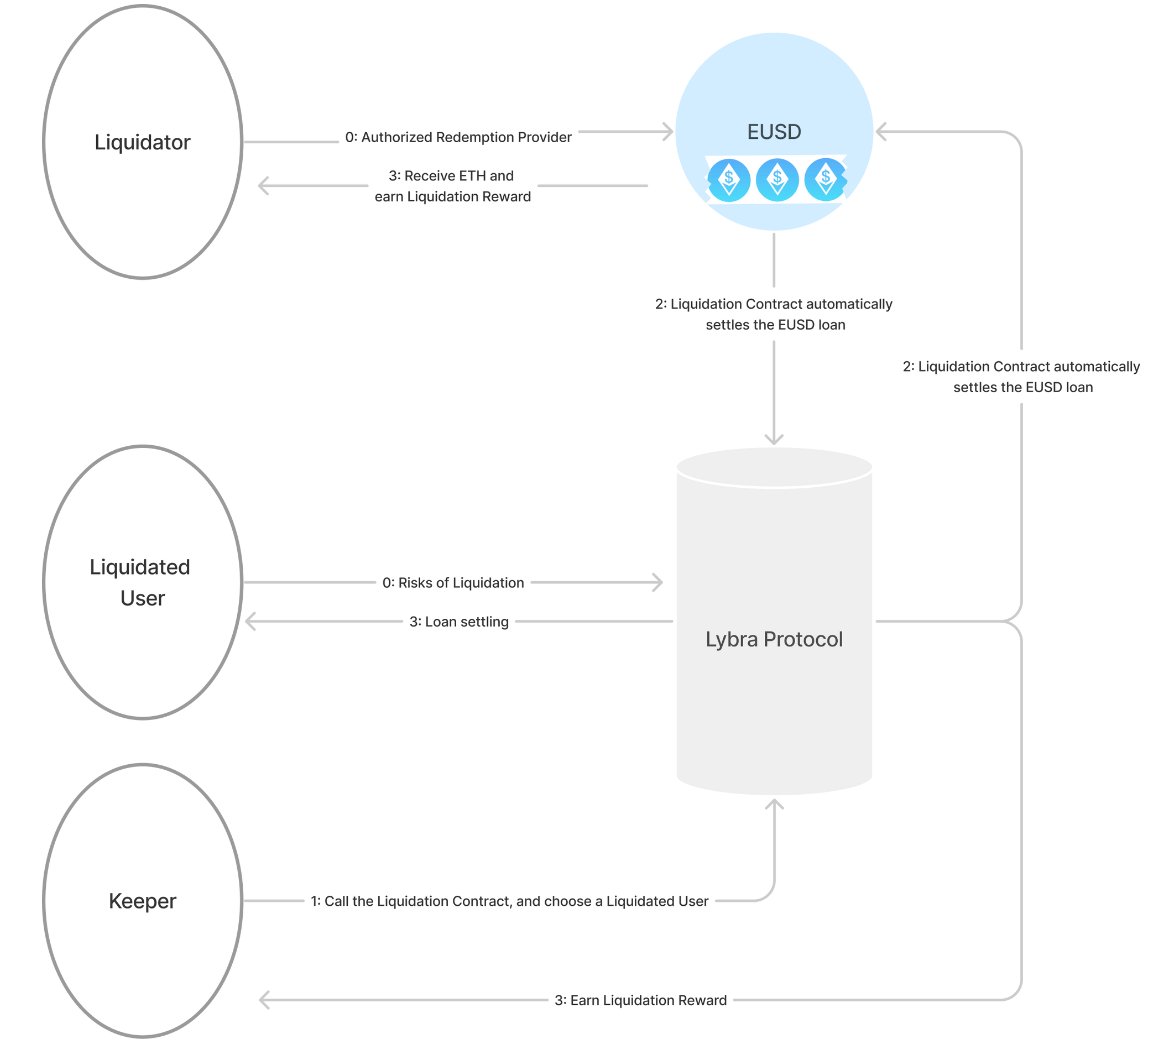 Liquidator
0: Authorized Redemption Provider
EUSD
$ $ $
3: Receive ETH and
earn Liquidation Reward
2: Liquidation Contract automatically
settles the EUSD loan
2: Liquidation Contract automatically
settles the EUSD loan
Liquidated
User
0: Risks of Liquidation
3: Loan settling
Lybra Protocol
Keeper
1: Call the Liquidation Contract, and choose a Liquidated User
3: Earn Liquidation Reward